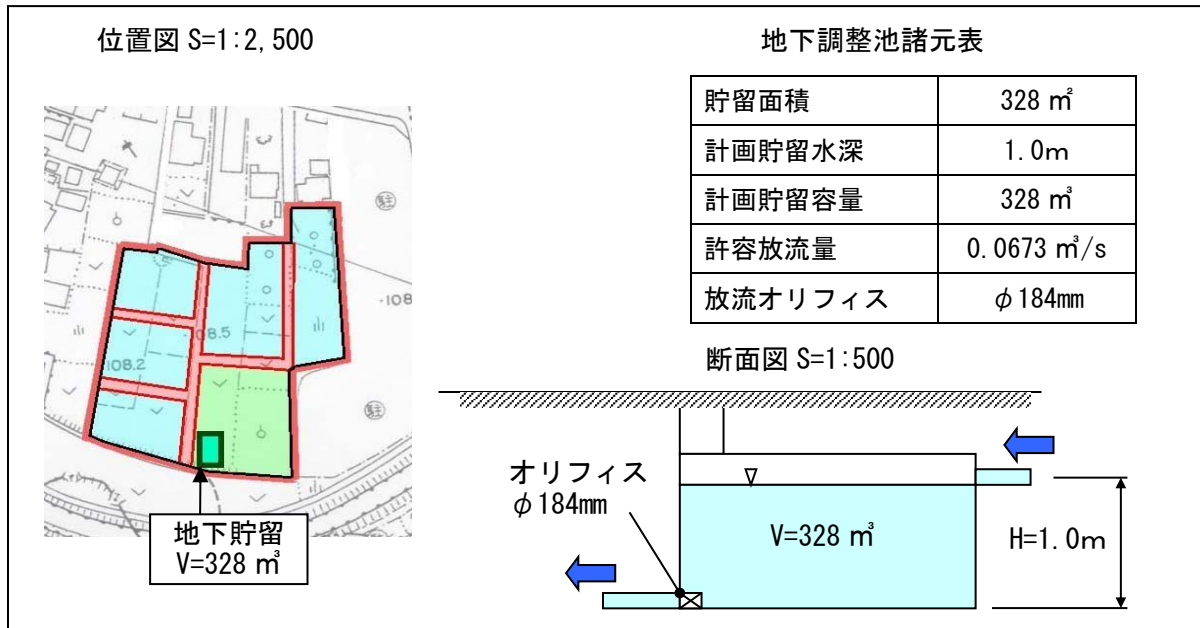 位置図 S=1:2,500
108.5
108.2
-108
駐
駐
地下貯留
V=328 ㎥
地下調整池諸元表
貯留面積 328 ㎡
計画貯留水深 1.0m
計画貯留容量 328 ㎥
許容放流量 0.0673 ㎥/s
放流オリフィス φ184mm
断面図 S=1:500
オリフィス
φ184mm
V=328 ㎥
H=1.0m